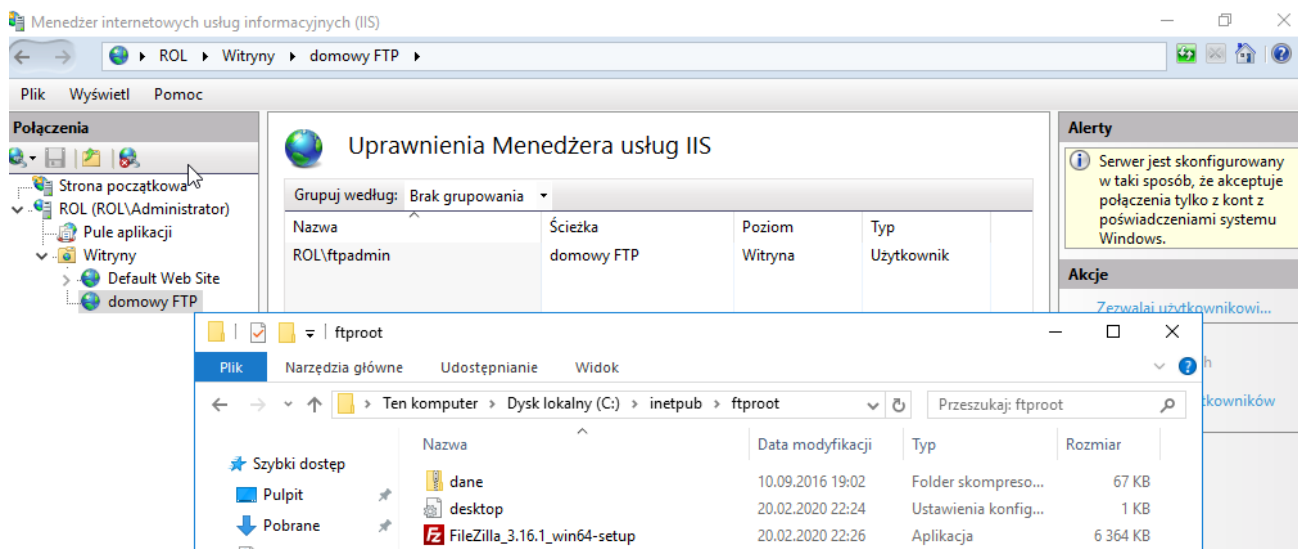 Menedżer internetowych usług informacyjnych (IIS)
ROL Witryny domowy FTP
Plik Wyświetl Pomoc
Połączenia
Strona początkowa
ROL (ROL\Administrator)
Pule aplikacji
Witryny
Default Web Site
domowy FTP
Uprawnienia Menedżera usług IIS
Grupuj według: Brak grupowania
Nazwa Ścieżka Poziom Typ
ROL\ftpadmin domowy FTP Witryna Użytkownik
Alerty
Serwer jest skonfigurowany
w taki sposób, że akceptuje
połączenia tylko z kont z
poświadczeniami systemu
Windows.
Akcje
Zezwalaj użytkownikowi...
h
kowników
ftproot
Plik Narzędzia główne Udostępnianie Widok
Ten komputer Dysk lokalny (C:) inetpub ftproot
Przeszukaj: ftproot
Szybki dostęp
Pulpit
Pobrane
Nazwa Data modyfikacji Typ Rozmiar
dane 10.09.2016 19:02 Folder skompreso... 67 KB
desktop 20.02.2020 22:24 Ustawienia konfig... 1 KB
FileZilla_3.16.1_win64-setup 20.02.2020 22:26 Aplikacja 6 364 KB